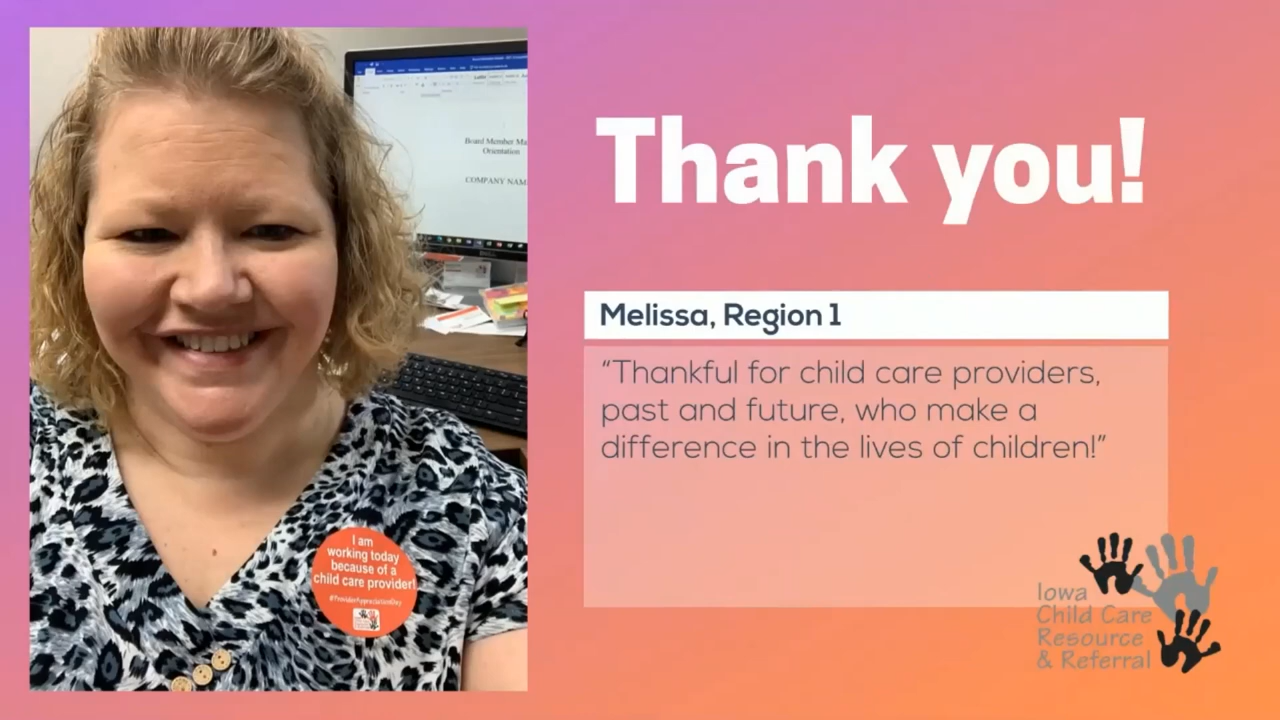 Board Member Ma
Orientation
COMPANY NAM
I am
working today
because of a
child care provider!
#ProviderAppreciationDay
Thank you!
Melissa, Region 1
“Thankful for child care providers,
past and future, who make a
difference in the lives of children!”
Iowa
Child Care
Resource
& Referral